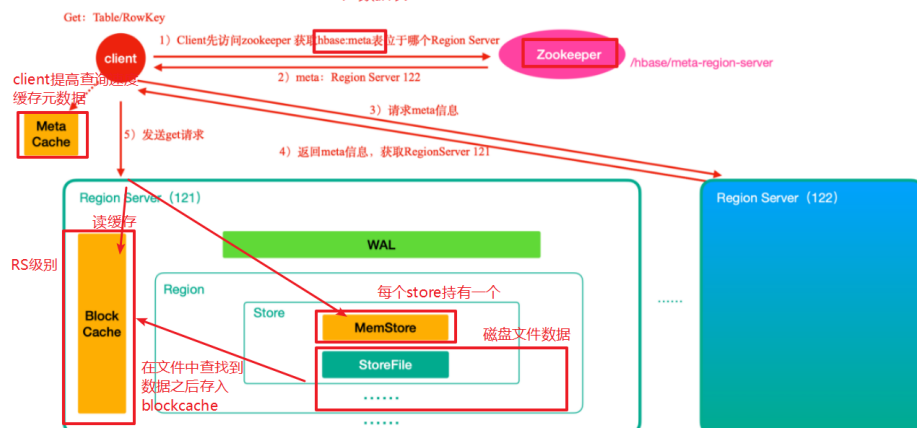 Get：Table/RowKey
1）Client先访问zookeeper 获取hbase:meta表位于哪个Region Server
client
Zookeeper
/hbase/meta-region-server
2）meta：Region Server 122
client提高查询速度
缓存元数据
3）请求meta信息
Meta
Cache
5）发送get请求
4）返回meta信息，获取RegionServer 121
Region Server（121）
Region Server（122）
读缓存
WAL
RS级别
Region
每个store持有一个
Store
Block
Cache
MemStore
磁盘文件数据
StoreFile
在文件中查找到
数据之后存入
blockcache
......
......
......